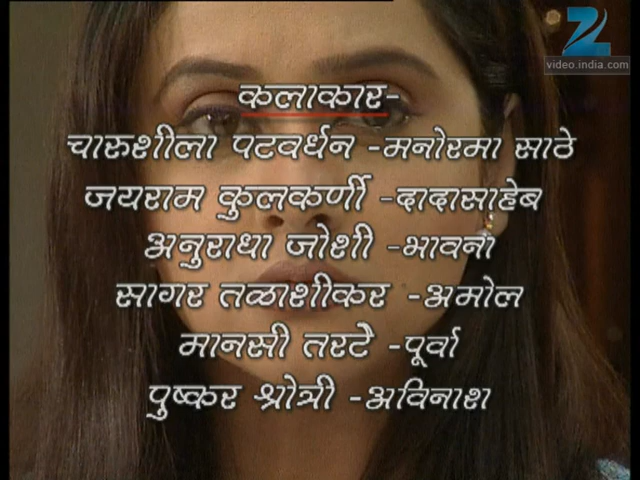 Z
video.india.com
कलाकार-
चारुशीला पटवर्धन -मनोरमा साठे
जयराम कुलकर्णी -दादासाहेब
अनुराधा जोशी -भावना
सागर तळाशीकर -अमोल
मानसी तरटे -पूर्वा
पुष्कर श्रोत्री -अविनाश